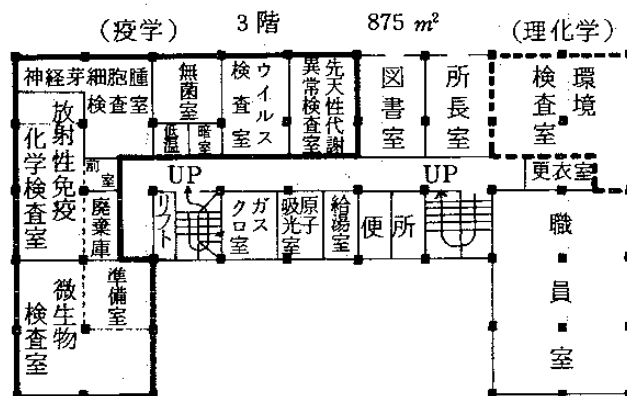 (疫学)
3階
875 m²
(理化学)
神経芽細胞腫
検査室
無菌室
低温
暗室
ウイルス
検査室
先天性代謝
異常検査室
図書室
所長室
環境
検査室
放射性免疫
化学検査室
前室
廃棄庫
UP
UP
更衣室
リフト
ガス
クロ室
原子
吸光室
給湯室
便所
職員室
準備室
微生物
検査室